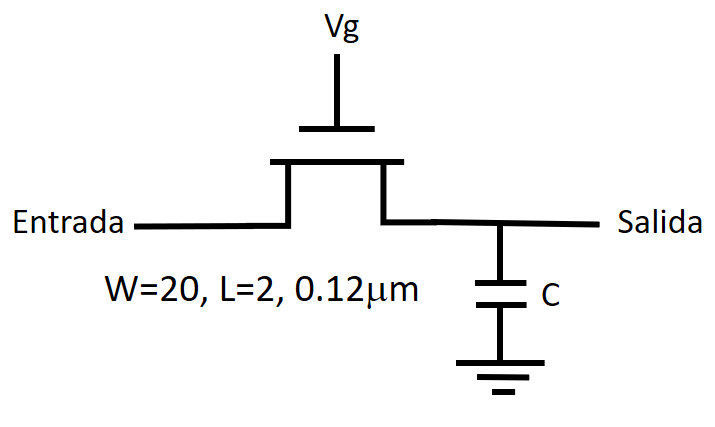 Vg
Entrada
Salida
W=20, L=2, 0.12μm
C